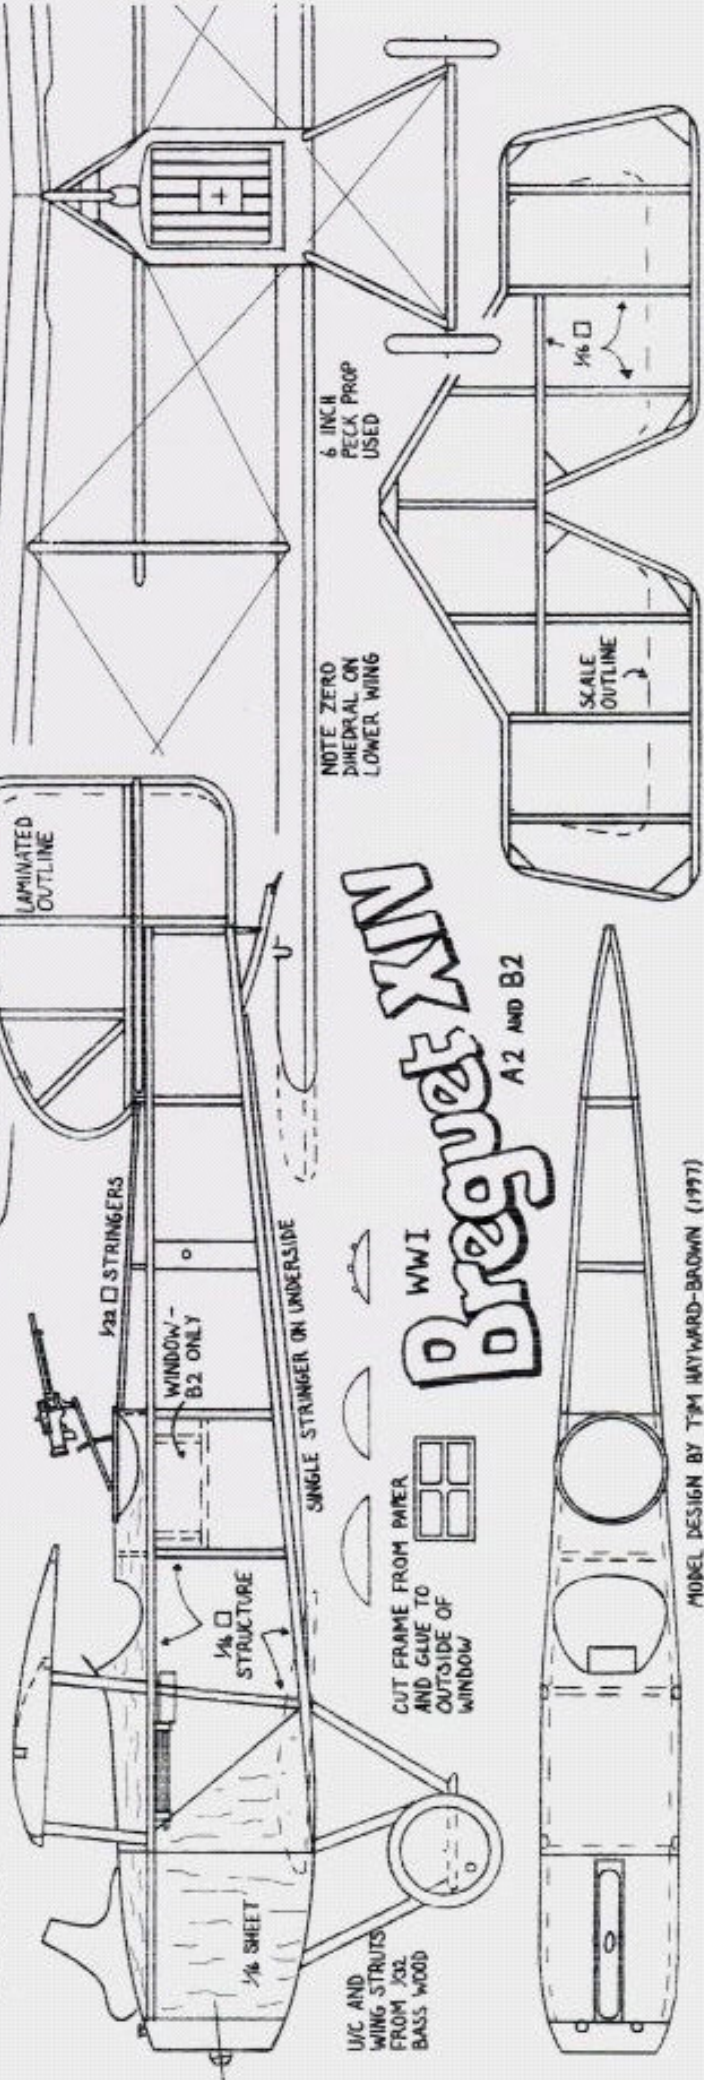 6 INCH
PECK PROP
USED
1/16 □
NOTE ZERO
DIHEDRAL ON
LOWER WING
SCALE
OUTLINE
LAMINATED
OUTLINE
1/32 □ STRINGERS
WINDOW-
B2 ONLY
SINGLE STRINGER ON UNDERSIDE
WWI
Breguet XIV
A2 AND B2
1/16 □
STRUCTURE
CUT FRAME FROM PAPER
AND GLUE TO
OUTSIDE OF
WINDOW
1/16 SHEET
U/C AND
WING STRUTS
FROM 1/32
BASS WOOD
MODEL DESIGN BY TIM HAYWARD-BROWN (1997)